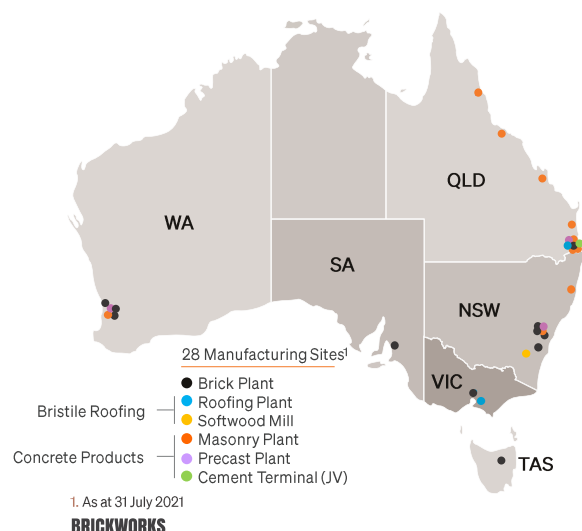 QLD
WA
SA
NSW
28 Manufacturing Sites¹
VIC
Brick Plant
Bristile Roofing
Roofing Plant
Softwood Mill
Concrete Products
Masonry Plant
Precast Plant
Cement Terminal (JV)
TAS
1. As at 31 July 2021
BRICKWORKS